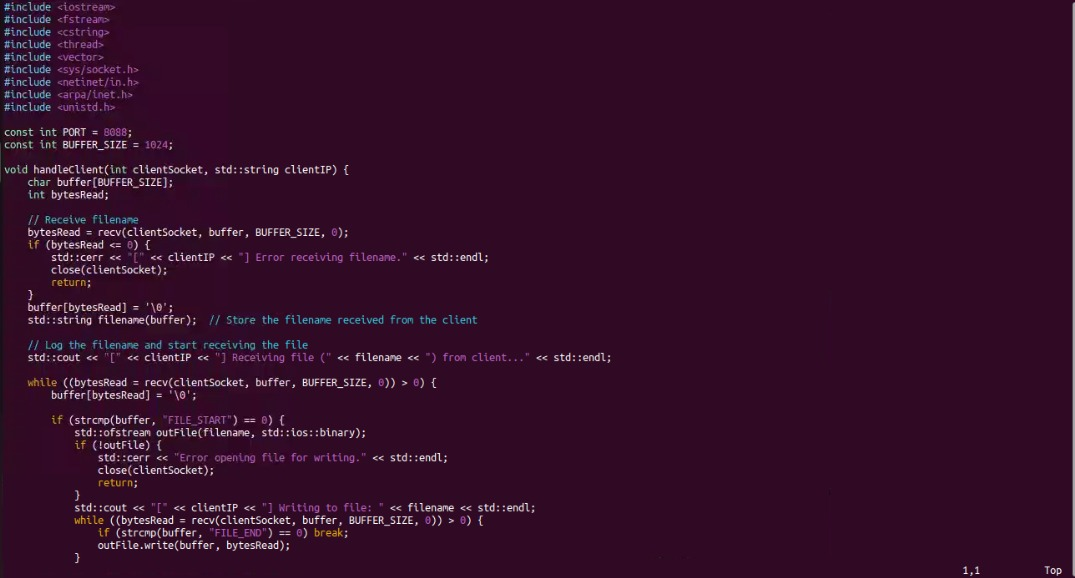 #include <iostream>
#include <fstream>
#include <cstring>
#include <thread>
#include <vector>
#include <sys/socket.h>
#include <netinet/in.h>
#include <arpa/inet.h>
#include <unistd.h>

const int PORT = 8088;
const int BUFFER_SIZE = 1024;

void handleClient(int clientSocket, std::string clientIP) {
    char buffer[BUFFER_SIZE];
    int bytesRead;

    // Receive filename
    bytesRead = recv(clientSocket, buffer, BUFFER_SIZE, 0);
    if (bytesRead <= 0) {
        std::cerr << "[" << clientIP << "] Error receiving filename." << std::endl;
        close(clientSocket);
        return;
    }
    buffer[bytesRead] = '\0';
    std::string filename(buffer);  // Store the filename received from the client

    // Log the filename and start receiving the file
    std::cout << "[" << clientIP << "] Receiving file (" << filename << ") from client..." << std::endl;

    while ((bytesRead = recv(clientSocket, buffer, BUFFER_SIZE, 0)) > 0) {
        buffer[bytesRead] = '\0';

        if (strcmp(buffer, "FILE_START") == 0) {
            std::ofstream outFile(filename, std::ios::binary);
            if (!outFile) {
                std::cerr << "Error opening file for writing." << std::endl;
                close(clientSocket);
                return;
            }
            std::cout << "[" << clientIP << "] Writing to file: " << filename << std::endl;
            while ((bytesRead = recv(clientSocket, buffer, BUFFER_SIZE, 0)) > 0) {
                if (strcmp(buffer, "FILE_END") == 0) break;
                outFile.write(buffer, bytesRead);
            }
1,1 Top